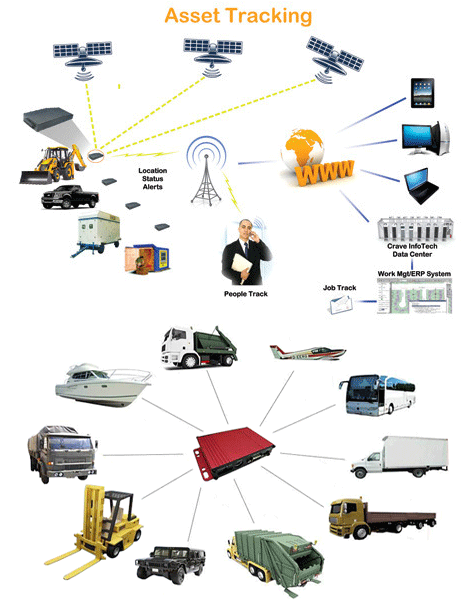 Asset Tracking
Location
Status
Alerts
WWW
Crave InfoTech
Data Center
Work Mgt/ERP System
People Track
Job Track